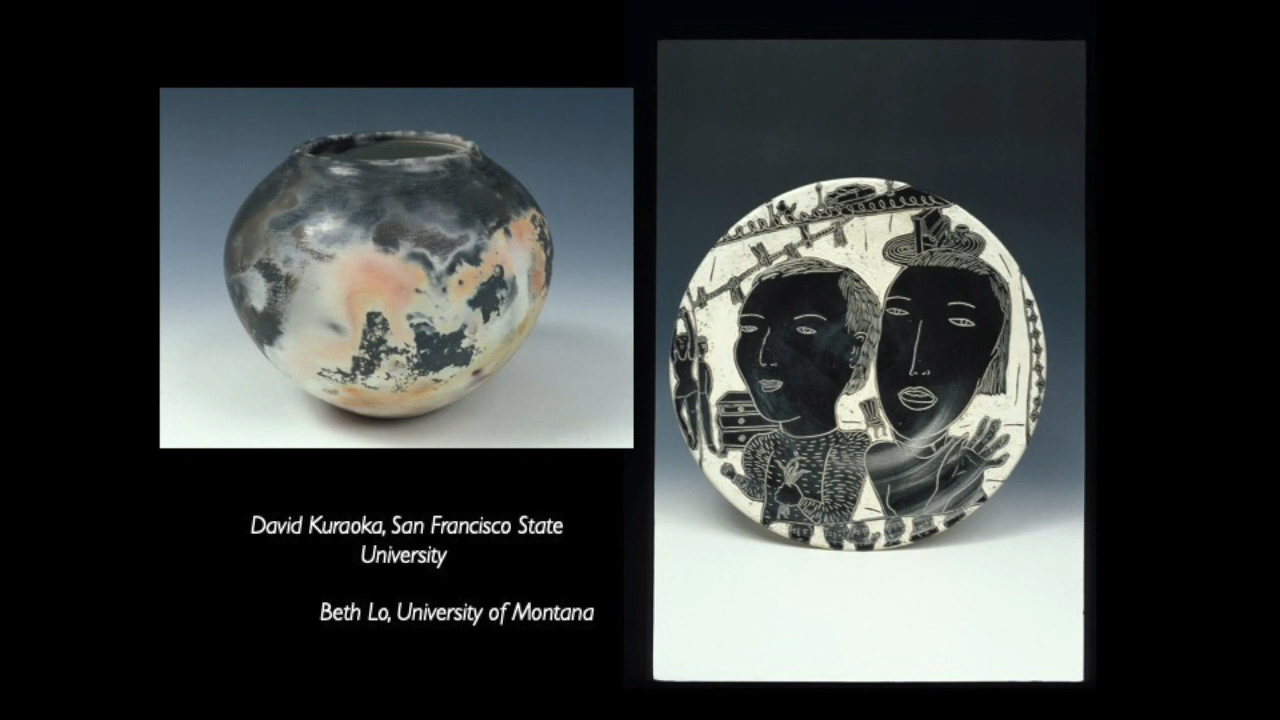 David Kuraoka, San Francisco State
University
Beth Lo, University of Montana